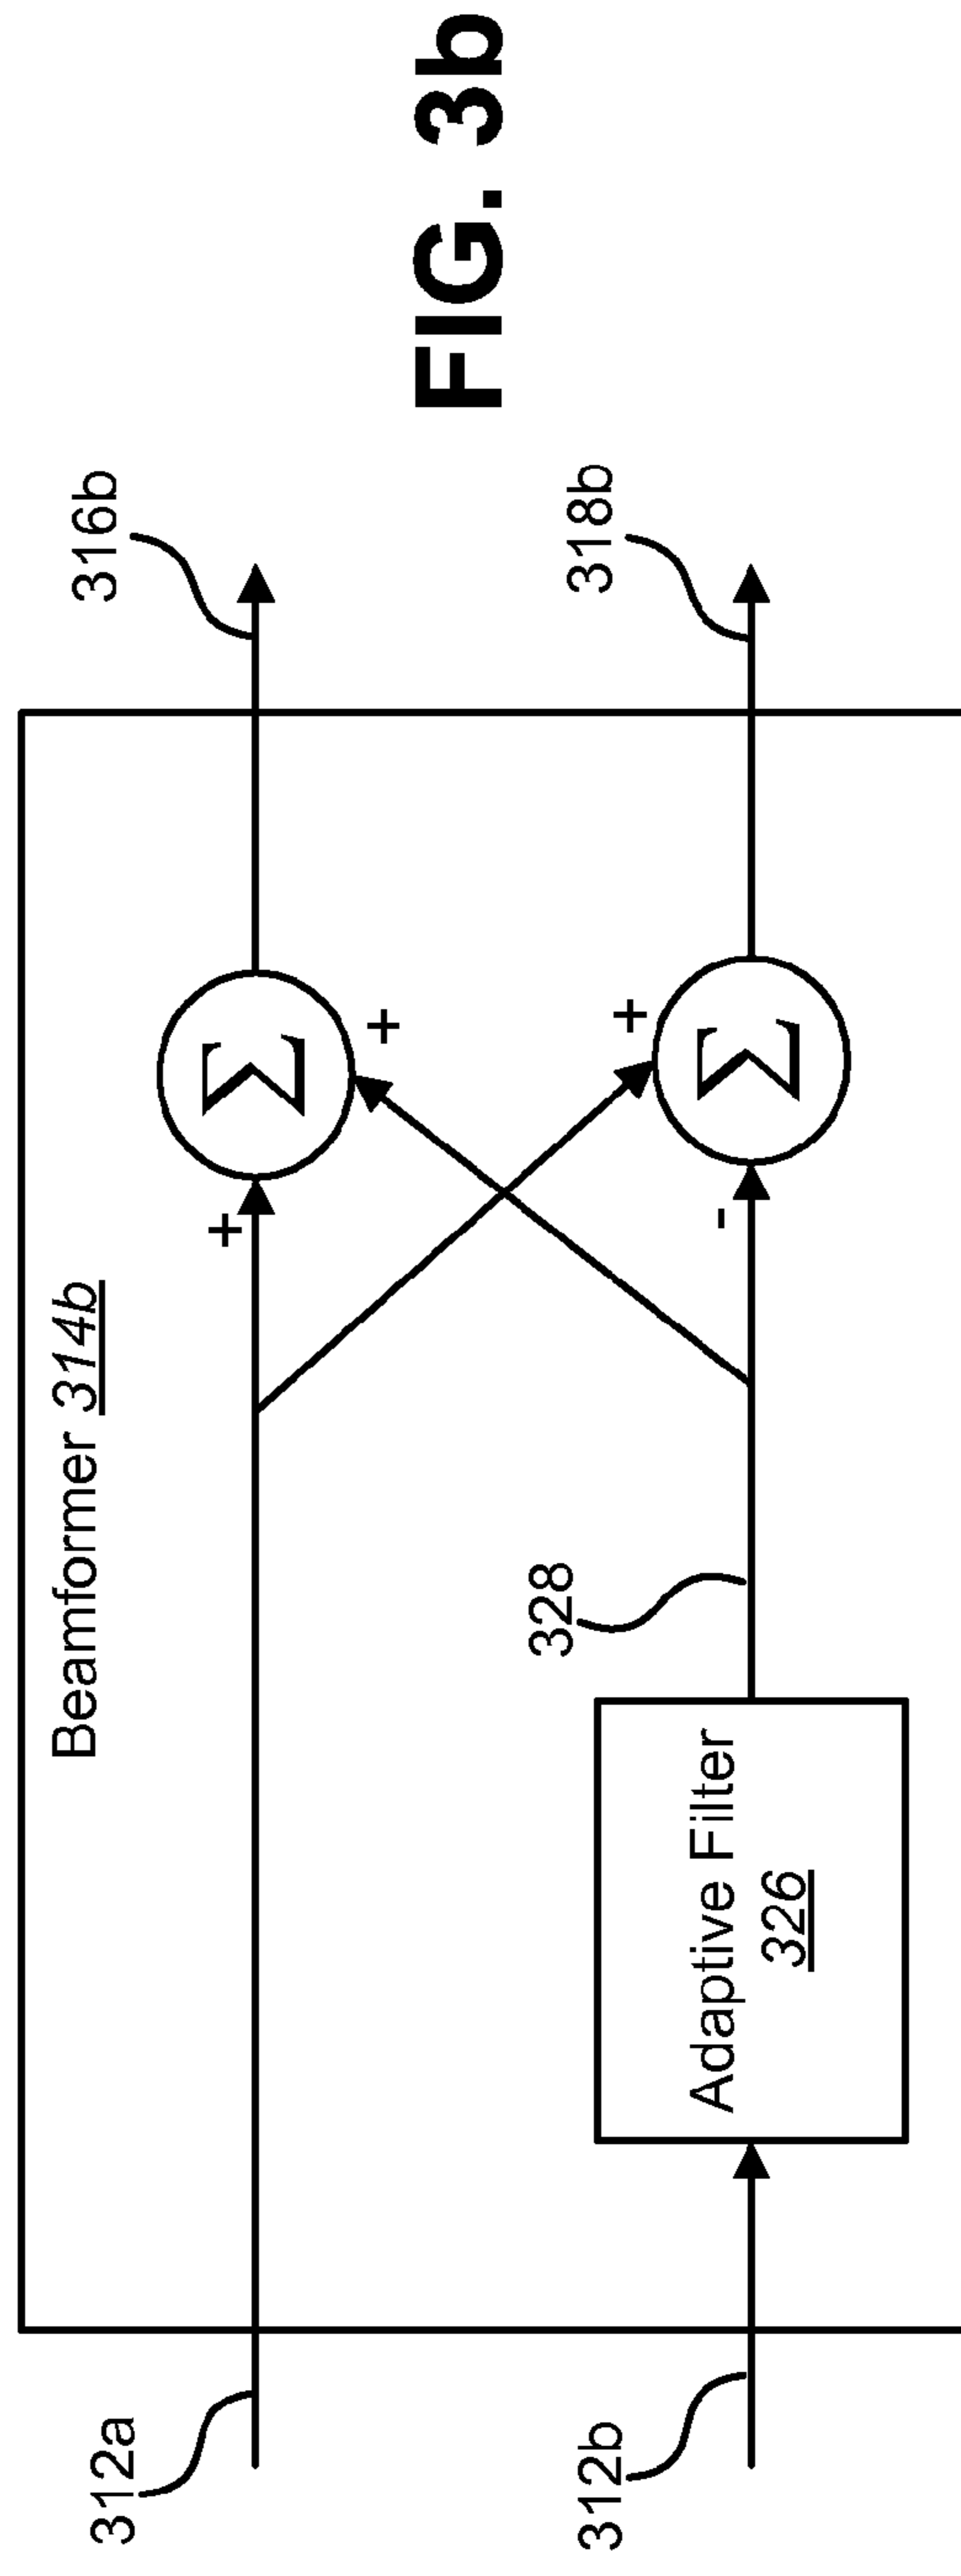 Beamformer 314b
312a
+
Σ
316b
+
328
+
312b
Adaptive Filter
326
-
Σ
318b
FIG. 3b